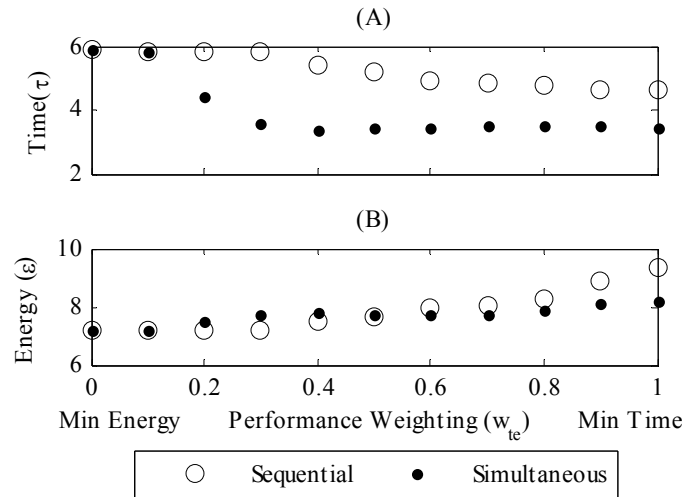 (A)
Time(τ)
6
4
2
(B)
Energy (ε)
10
8
6
0 0.2 0.4 0.6 0.8 1
Min Energy Performance Weighting (w_te) Min Time
Sequential Simultaneous